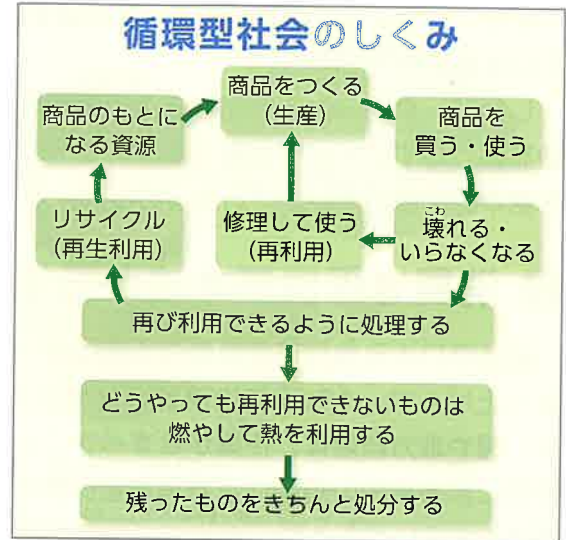 循環型社会のしくみ
商品をつくる
(生産)
商品を
買う・使う
こわ
壊れる・
いらなくなる
修理して使う
(再利用)
再び利用できるように処理する
リサイクル
(再生利用)
商品のもとに
なる資源
どうやっても再利用できないものは
燃やして熱を利用する
残ったものをきちんと処分する